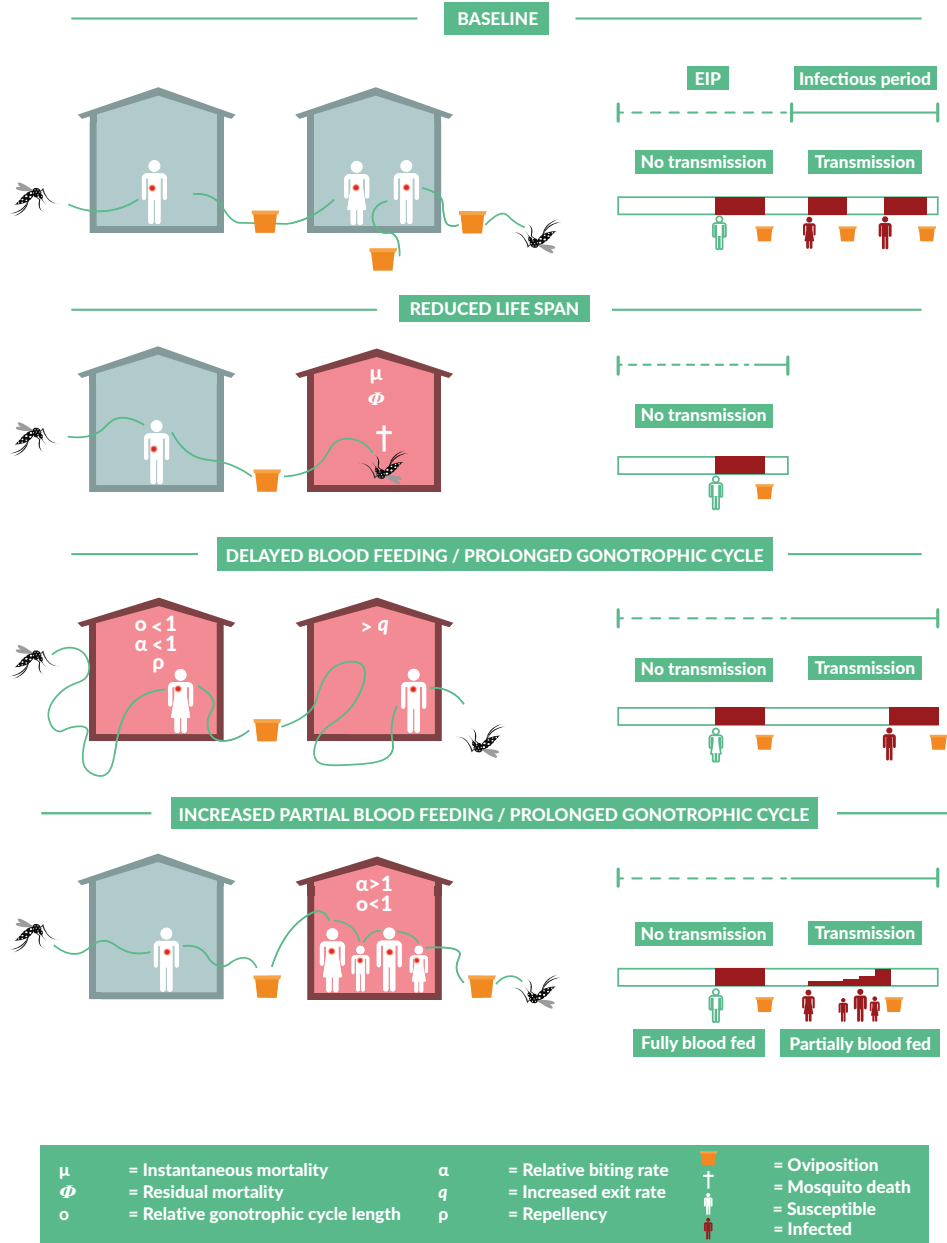 BASELINE
EIP
Infectious period
No transmission
Transmission
REDUCED LIFE SPAN
μ
Φ
No transmission
DELAYED BLOOD FEEDING / PROLONGED GONOTROPHIC CYCLE
o < 1
α < 1
ρ
> q
No transmission
Transmission
INCREASED PARTIAL BLOOD FEEDING / PROLONGED GONOTROPHIC CYCLE
α>1
o<1
No transmission
Transmission
Fully blood fed
Partially blood fed
μ = Instantaneous mortality
Φ = Residual mortality
o = Relative gonotrophic cycle length
α = Relative biting rate
q = Increased exit rate
ρ = Repellency
= Oviposition
= Mosquito death
= Susceptible
= Infected